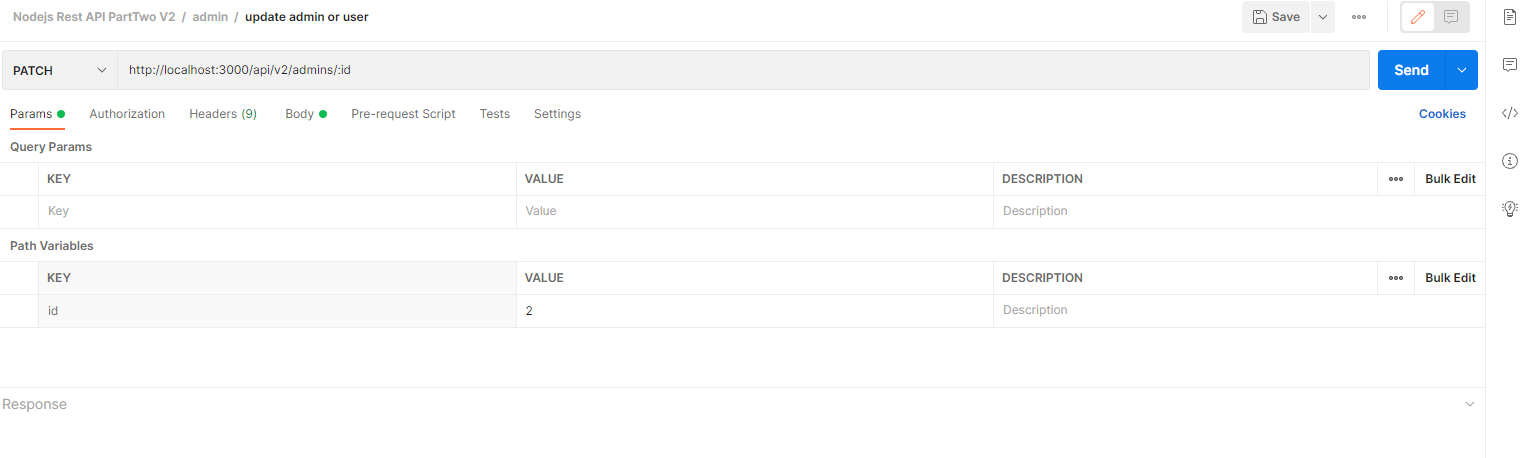 Nodejs Rest API PartTwo V2 / admin / update admin or user Save
PATCH http://localhost:3000/api/v2/admins/:id Send
Params Authorization Headers (9) Body Pre-request Script Tests Settings Cookies
Query Params
KEY VALUE DESCRIPTION Bulk Edit
Key Value Description
Path Variables
KEY VALUE DESCRIPTION Bulk Edit
id 2 Description
Response